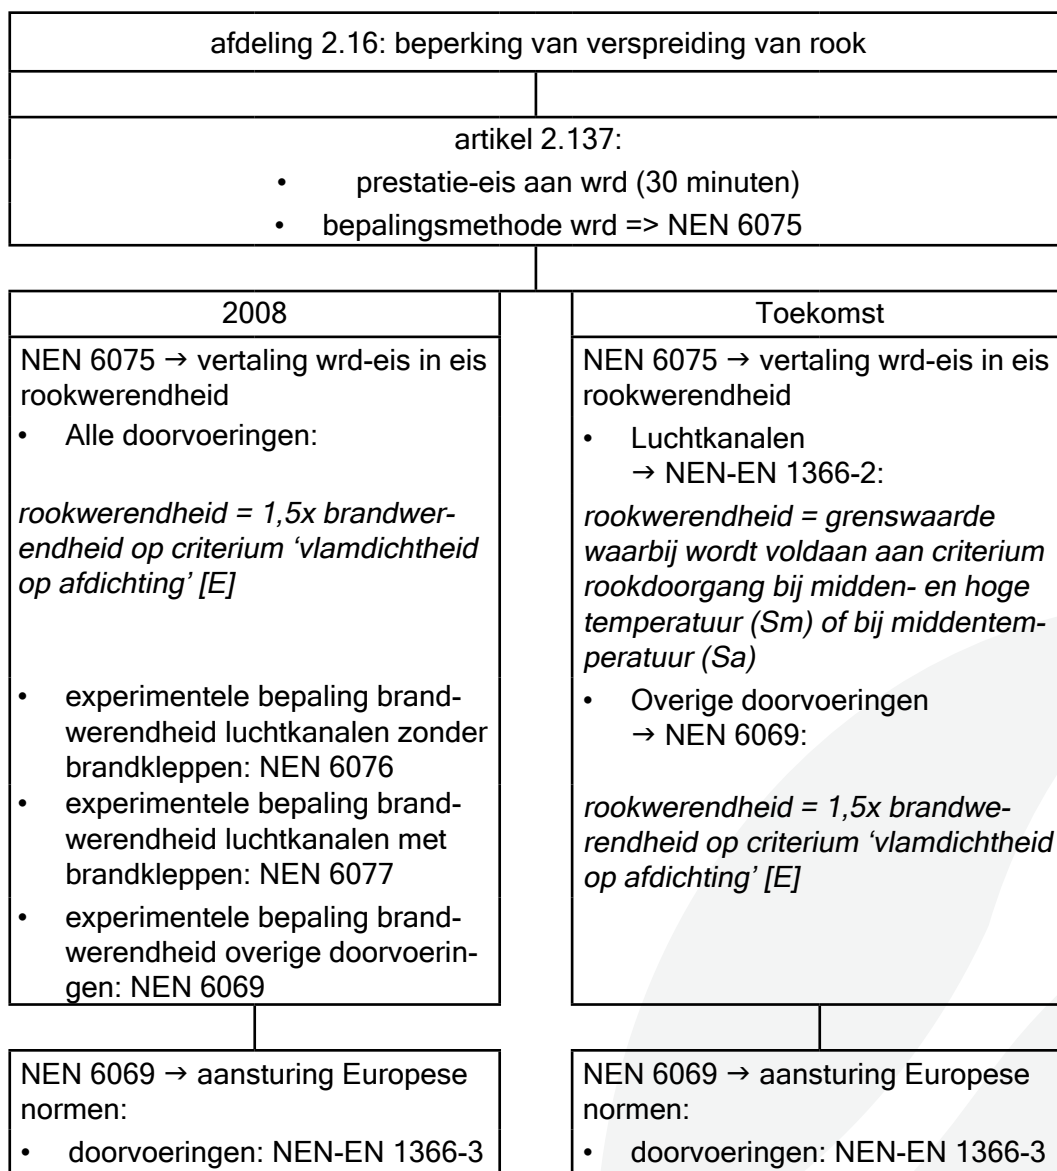 afdeling 2.16: beperking van verspreiding van rook
artikel 2.137:
• prestatie-eis aan wrd (30 minuten)
• bepalingsmethode wrd => NEN 6075
2008
NEN 6075 → vertaling wrd-eis in eis
rookwerendheid
• Alle doorvoeringen:
rookwerendheid = 1,5x brandwer-
endheid op criterium ‘vlamdichtheid
op afdichting’ [E]
• experimentele bepaling brand-
werendheid luchtkanalen zonder
brandkleppen: NEN 6076
• experimentele bepaling brand-
werendheid luchtkanalen met
brandkleppen: NEN 6077
• experimentele bepaling brand-
werendheid overige doorvoerin-
gen: NEN 6069
NEN 6069 → aansturing Europese
normen:
• doorvoeringen: NEN-EN 1366-3
Toekomst
NEN 6075 → vertaling wrd-eis in eis
rookwerendheid
• Luchtkanalen
→ NEN-EN 1366-2:
rookwerendheid = grenswaarde
waarbij wordt voldaan aan criterium
rookdoorgang bij midden- en hoge
temperatuur (Sm) of bij middentem-
peratuur (Sa)
• Overige doorvoeringen
→ NEN 6069:
rookwerendheid = 1,5x brandwe-
rendheid op criterium ‘vlamdichtheid
op afdichting’ [E]
NEN 6069 → aansturing Europese
normen:
• doorvoeringen: NEN-EN 1366-3